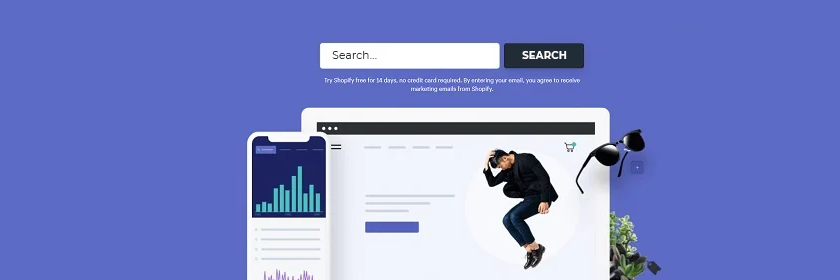 Search...
SEARCH
Try Shopify free for 14 days, no credit card required. By entering your email, you agree to receive
marketing emails from Shopify.